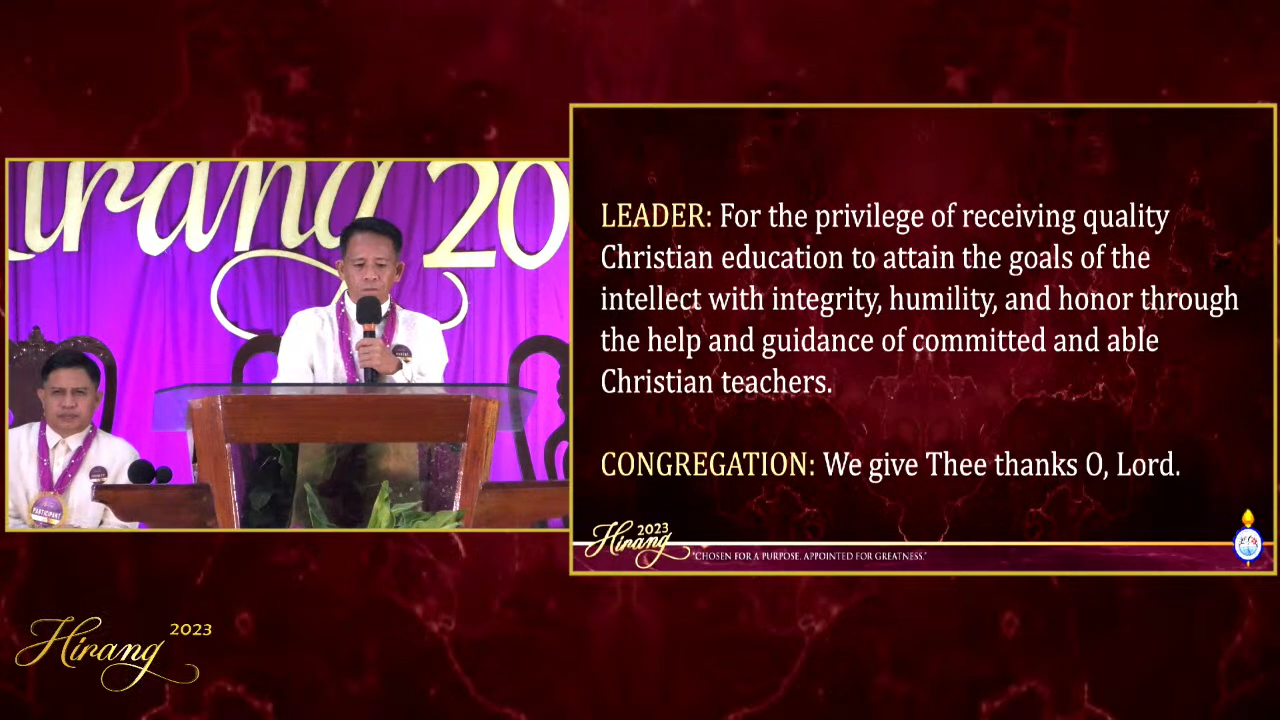 irang 20
PARTICIPANT
LEADER: For the privilege of receiving quality
Christian education to attain the goals of the
intellect with integrity, humility, and honor through
the help and guidance of committed and able
Christian teachers.
CONGREGATION: We give Thee thanks O, Lord.
Hirang 2023
"CHOSEN FOR A PURPOSE. APPOINTED FOR GREATNESS."
Hirang 2023